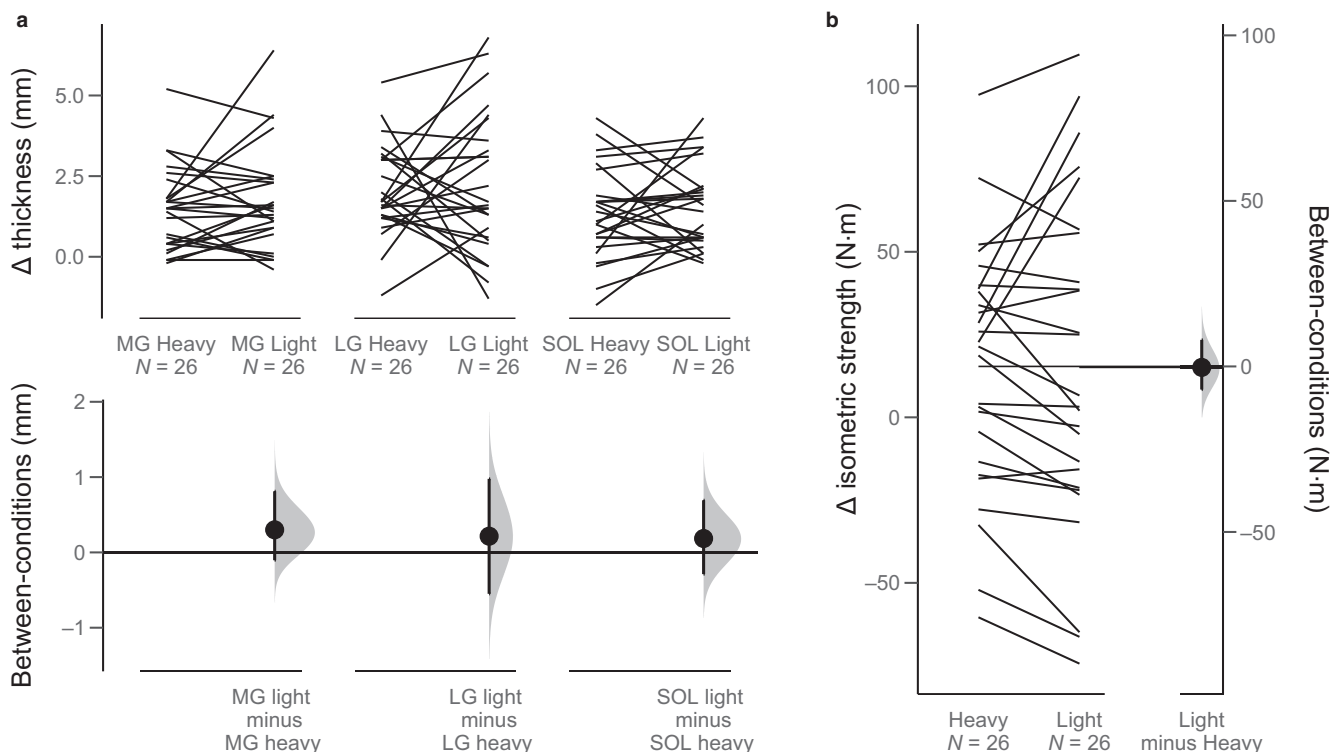 a
Δ thickness (mm)
5.0
2.5
0.0
MG Heavy
N = 26
MG Light
N = 26
LG Heavy
N = 26
LG Light
N = 26
SOL Heavy
N = 26
SOL Light
N = 26
Between-conditions (mm)
2
1
0
–1
MG light
minus
MG heavy
LG light
minus
LG heavy
SOL light
minus
SOL heavy
b
Δ isometric strength (N·m)
100
50
0
–50
Heavy
N = 26
Light
N = 26
Light
minus Heavy
100
50
0
–50
Between-conditions (N·m)